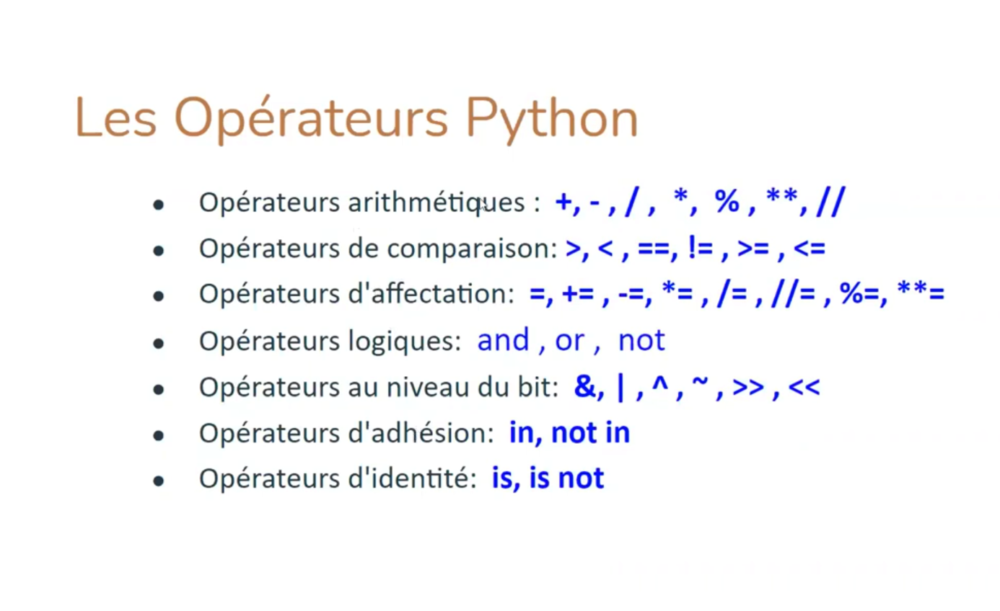 Les Opérateurs Python
● Opérateurs arithmétiques : +, - , / , *, % , **, //
● Opérateurs de comparaison: >, < , ==, != , >= , <=
● Opérateurs d'affectation: =, += , -=, *= , /= , //= , %=, **=
● Opérateurs logiques: and , or , not
● Opérateurs au niveau du bit: &, | , ^ , ~ , >> , <<
● Opérateurs d'adhésion: in, not in
● Opérateurs d'identité: is, is not